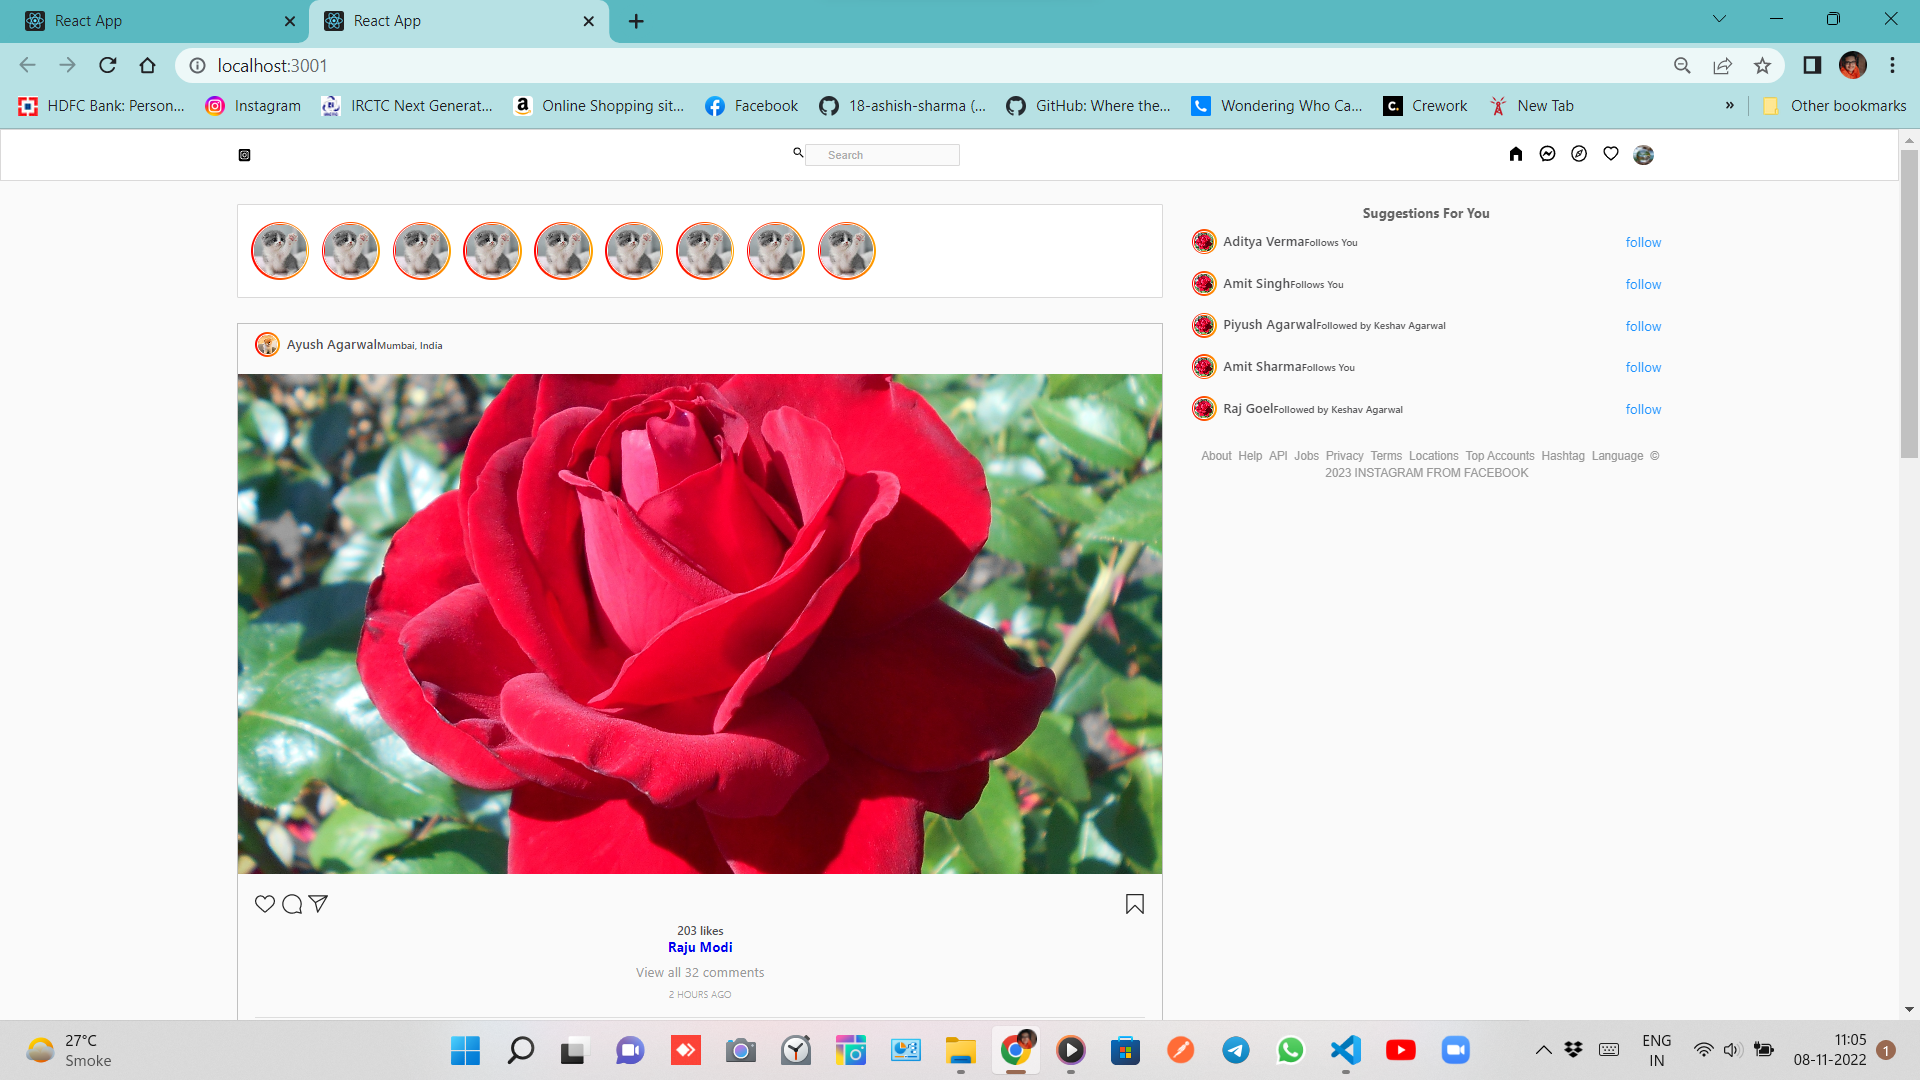 React App
React App
localhost:3001
HDFC Bank: Person...
Instagram
IRCTC Next Generat...
Online Shopping sit...
Facebook
18-ashish-sharma (...
GitHub: Where the...
Wondering Who Ca...
Crework
New Tab
»
Other bookmarks
Search
Suggestions For You
Aditya VermaFollows You
follow
Amit SinghFollows You
follow
Piyush AgarwalFollowed by Keshav Agarwal
follow
Amit SharmaFollows You
follow
Raj GoelFollowed by Keshav Agarwal
follow
About Help API Jobs Privacy Terms Locations Top Accounts Hashtag Language ©
2023 INSTAGRAM FROM FACEBOOK
Ayush AgarwalMumbai, India
203 likes
Raju Modi
View all 32 comments
2 HOURS AGO
27°C
Smoke
ENG
IN
11:05
08-11-2022
1